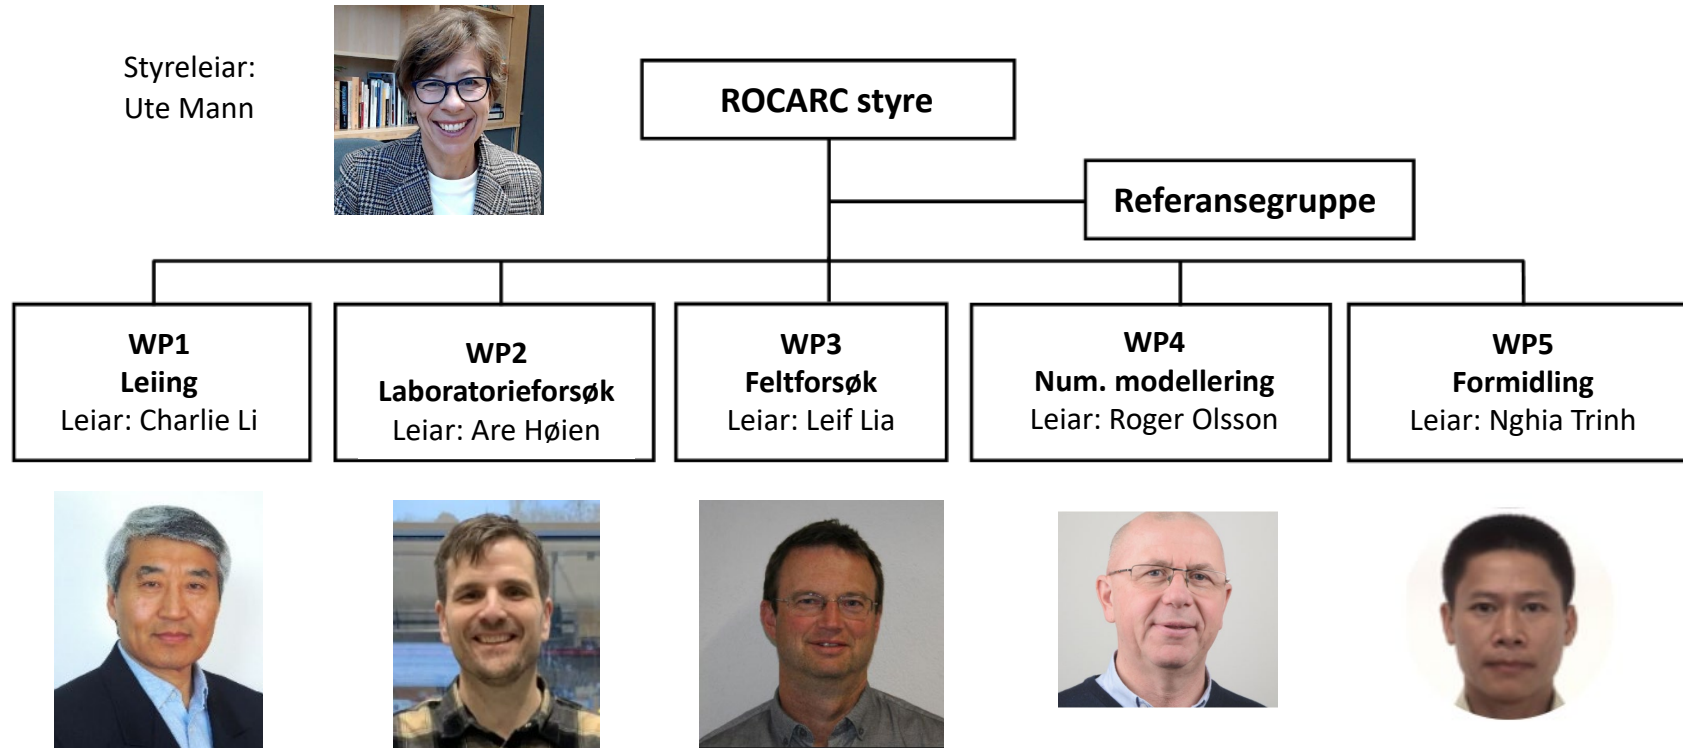 Styreleiar:
Ute Mann
ROCARC styre
Referansegruppe
WP1
Leiing
Leiar: Charlie Li
WP2
Laboratorieforsøk
Leiar: Are Høien
WP3
Feltforsøk
Leiar: Leif Lia
WP4
Num. modellering
Leiar: Roger Olsson
WP5
Formidling
Leiar: Nghia Trinh